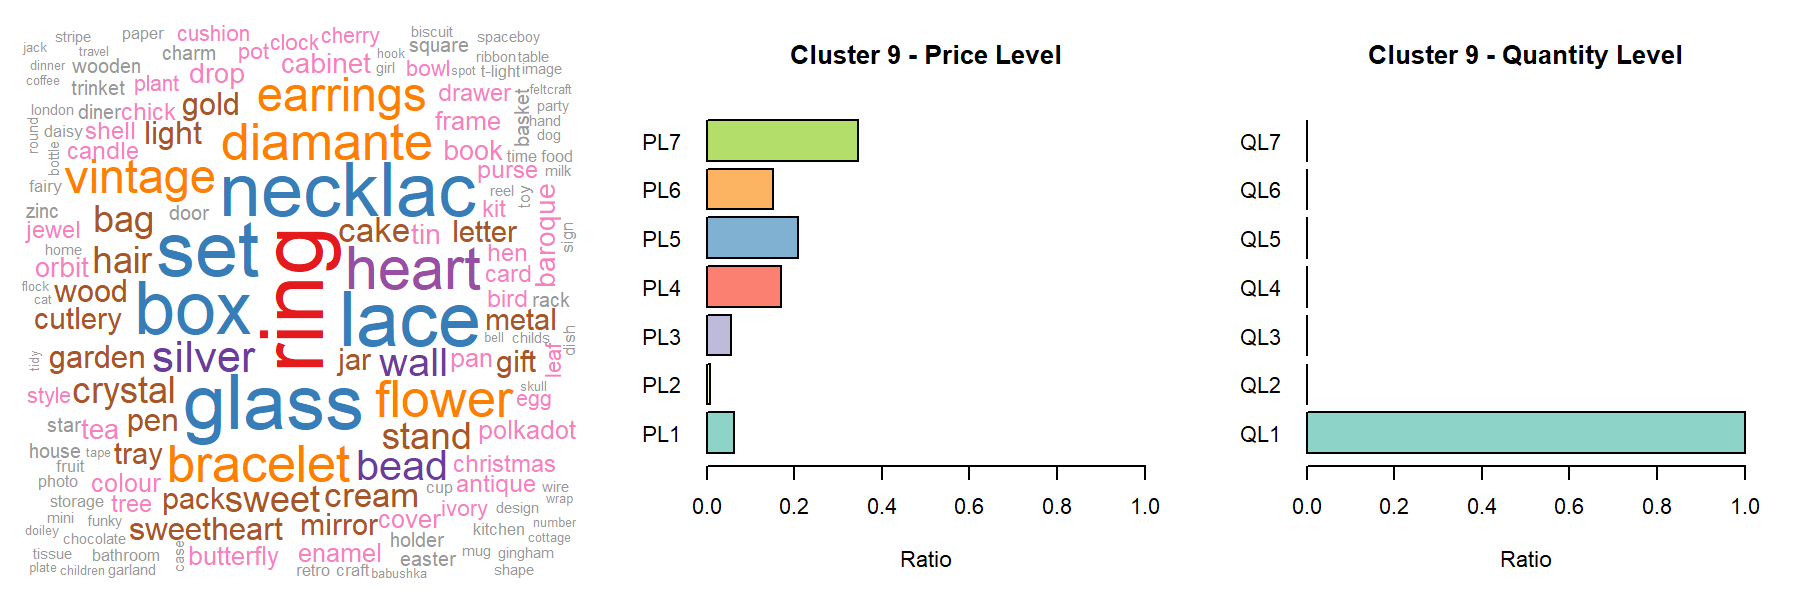 stripe paper cushion clock cherry biscuit spaceboy
jack travel charm pot hook square ribbon table
dinner wooden drop cabinet girl bowl spot t-light image
coffee trinket plant earrings drawer basket feltcraft
london diner chick gold frame party
round daisy shell light diamante hand dog
bottle candle book time food
fairy vintage necklac purse milk
reel toy
zinc bag door kit baroque
jewel set ring cake tin letter sign
home hair heart hen
orbit card
flock cat wood box lace bird rack
cutlery metal
bell childs dish
tidy garden silver jar wall pan gift leaf
style crystal glass flower skull egg
star tea pen stand polkadot
house tape tray bracelet bead christmas
fruit
photo colour cup antique wire
storage tree pack sweet cream ivory design wrap
mini funky sweetheart mirror cover kitchen number
doiley chocolate holder cottage
tissue bathroom case butterfly enamel easter mug gingham
plate children garland retro craft babushka shape
Cluster 9 - Price Level
PL7
PL6
PL5
PL4
PL3
PL2
PL1
0.0 0.2 0.4 0.6 0.8 1.0
Ratio
Cluster 9 - Quantity Level
QL7
QL6
QL5
QL4
QL3
QL2
QL1
0.0 0.2 0.4 0.6 0.8 1.0
Ratio